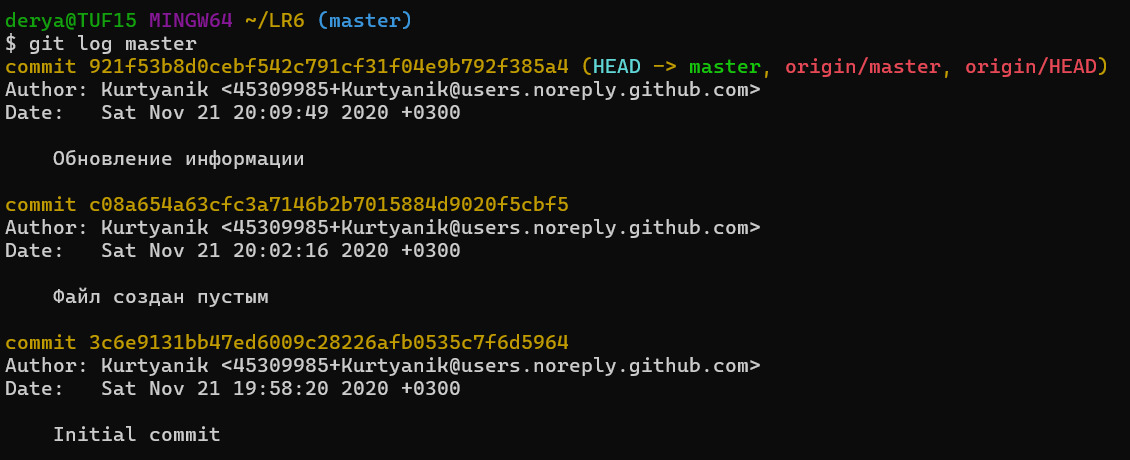 derya@TUF15 MINGW64 ~/LR6 (master)
$ git log master
commit 921f53b8d0cebf542c791cf31f04e9b792f385a4 (HEAD -> master, origin/master, origin/HEAD)
Author: Kurtyanik <45309985+Kurtyanik@users.noreply.github.com>
Date:   Sat Nov 21 20:09:49 2020 +0300
Обновление информации
commit c08a654a63cfc3a7146b2b7015884d9020f5cbf5
Author: Kurtyanik <45309985+Kurtyanik@users.noreply.github.com>
Date:   Sat Nov 21 20:02:16 2020 +0300
Файл создан пустым
commit 3c6e9131bb47ed6009c28226afb0535c7f6d5964
Author: Kurtyanik <45309985+Kurtyanik@users.noreply.github.com>
Date:   Sat Nov 21 19:58:20 2020 +0300
Initial commit